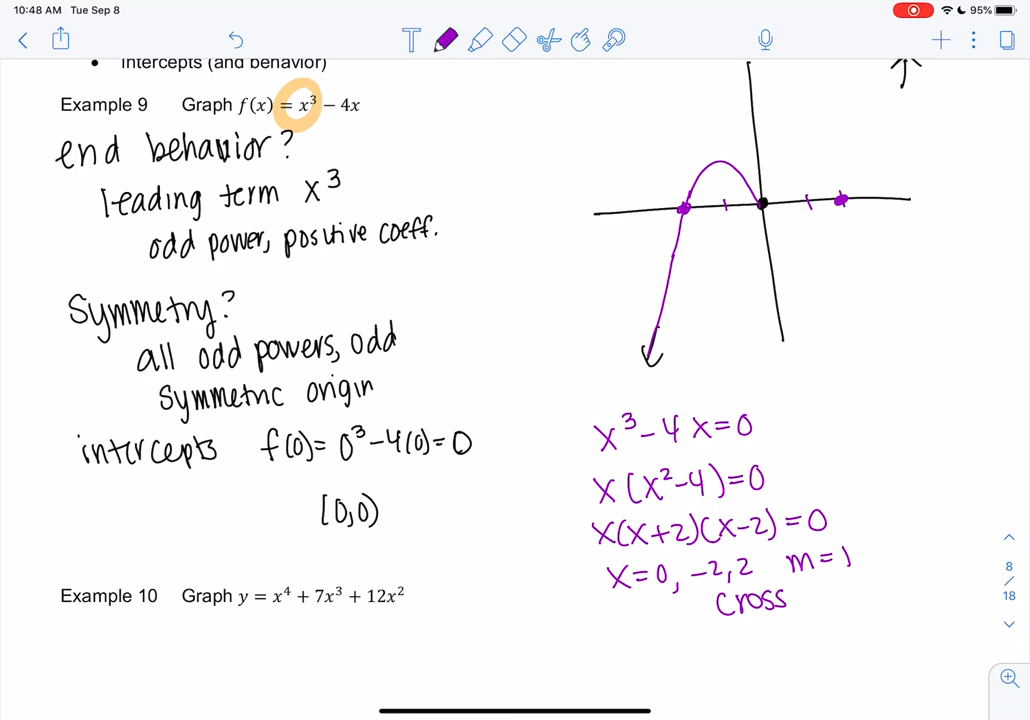 10:48 AM Tue Sep 8
95%
• Intercepts (and behavior)
Example 9 Graph f(x) = x³ − 4x
end behavior?
leading term x³
odd power, positive coeff.
Symmetry?
all odd powers, odd
symmetric origin
intercepts f(0)= 0³−4(0)=0
(0,0)
x³−4x=0
x(x²−4)=0
x(x+2)(x−2)=0
x=0, −2, 2 m=1
cross
Example 10 Graph y = x⁴ + 7x³ + 12x²
8
/
18